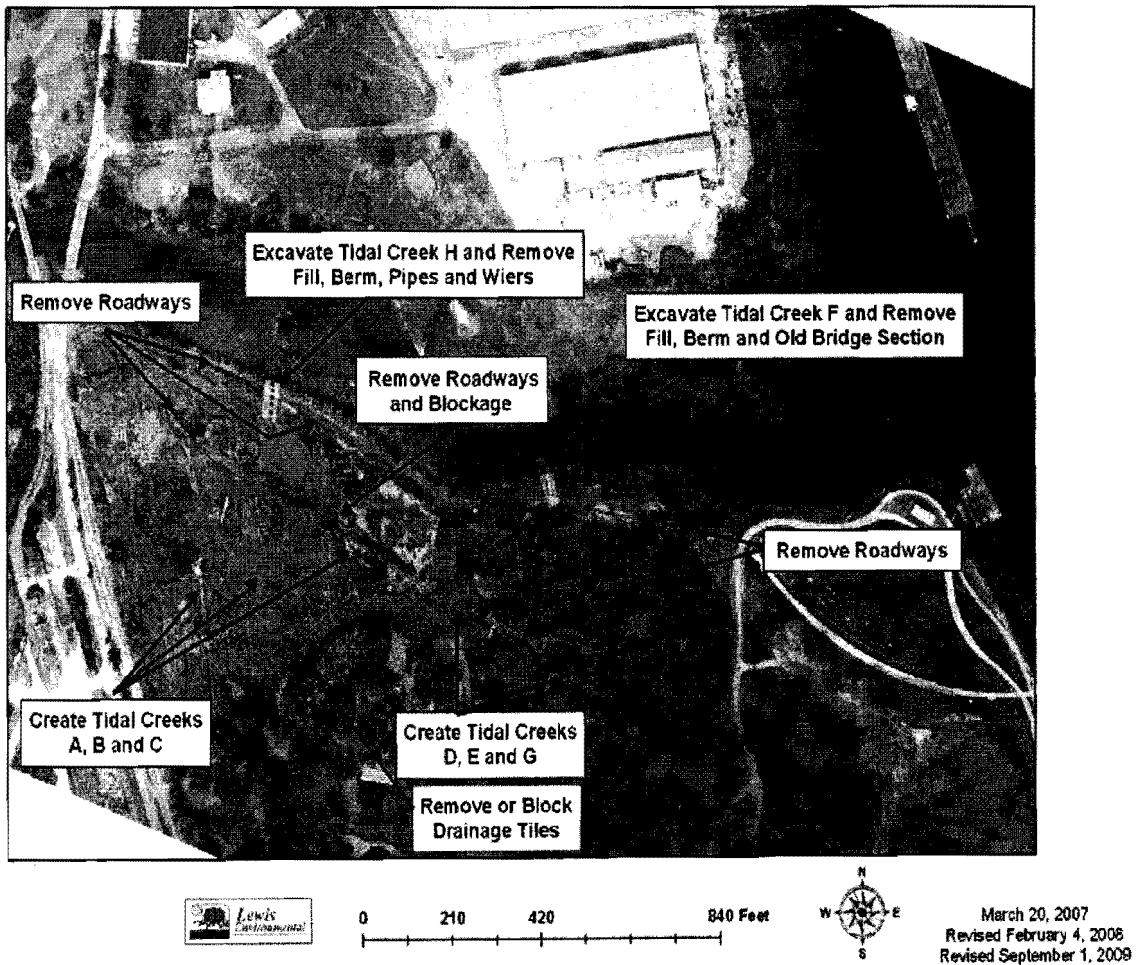 Excavate Tidal Creek H and Remove
Fill, Berm, Pipes and Wiers
Remove Roadways
Excavate Tidal Creek F and Remove
Fill, Berm and Old Bridge Section
Remove Roadways
and Blockage
Remove Roadways
Create Tidal Creeks
A, B and C
Create Tidal Creeks
D, E and G
Remove or Block
Drainage Tiles
Lewis
Environmental
0 210 420 840 Feet
N
W E
S
March 20, 2007
Revised February 4, 2008
Revised September 1, 2009